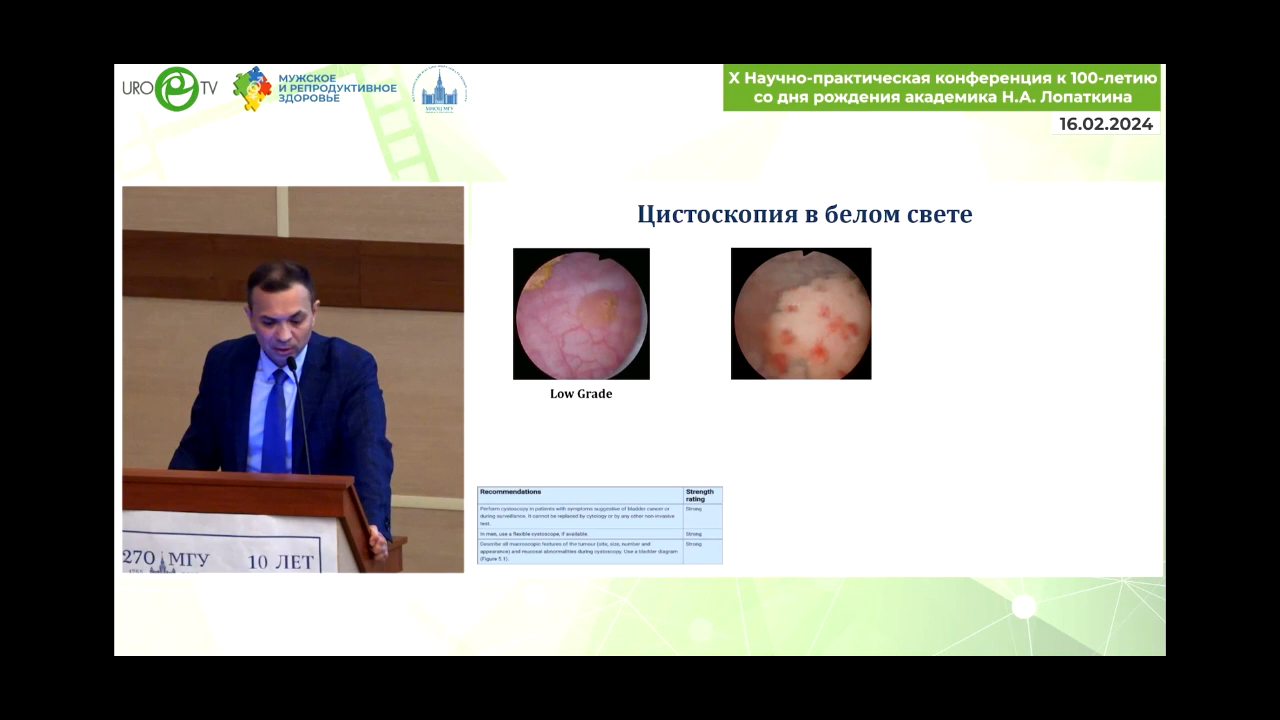 URO TV
МУЖСКОЕ
И РЕПРОДУКТИВНОЕ
ЗДОРОВЬЕ
МНОЦ МГУ
X Научно-практическая конференция к 100-летию
со дня рождения академика Н.А. Лопаткина
16.02.2024
Цистоскопия в белом свете
Low Grade
Recommendations
Strength
rating
Perform cystoscopy in patients with symptoms suggestive of bladder cancer or
during surveillance. It cannot be replaced by cytology or by any other non-invasive
test.
Strong
In men, use a flexible cystoscope, if available.
Strong
Describe all macroscopic features of the tumour (site, size, number and
appearance) and mucosal abnormalities during cystoscopy. Use a bladder diagram
(Figure 5.1).
Strong
270 МГУ
10 ЛЕТ